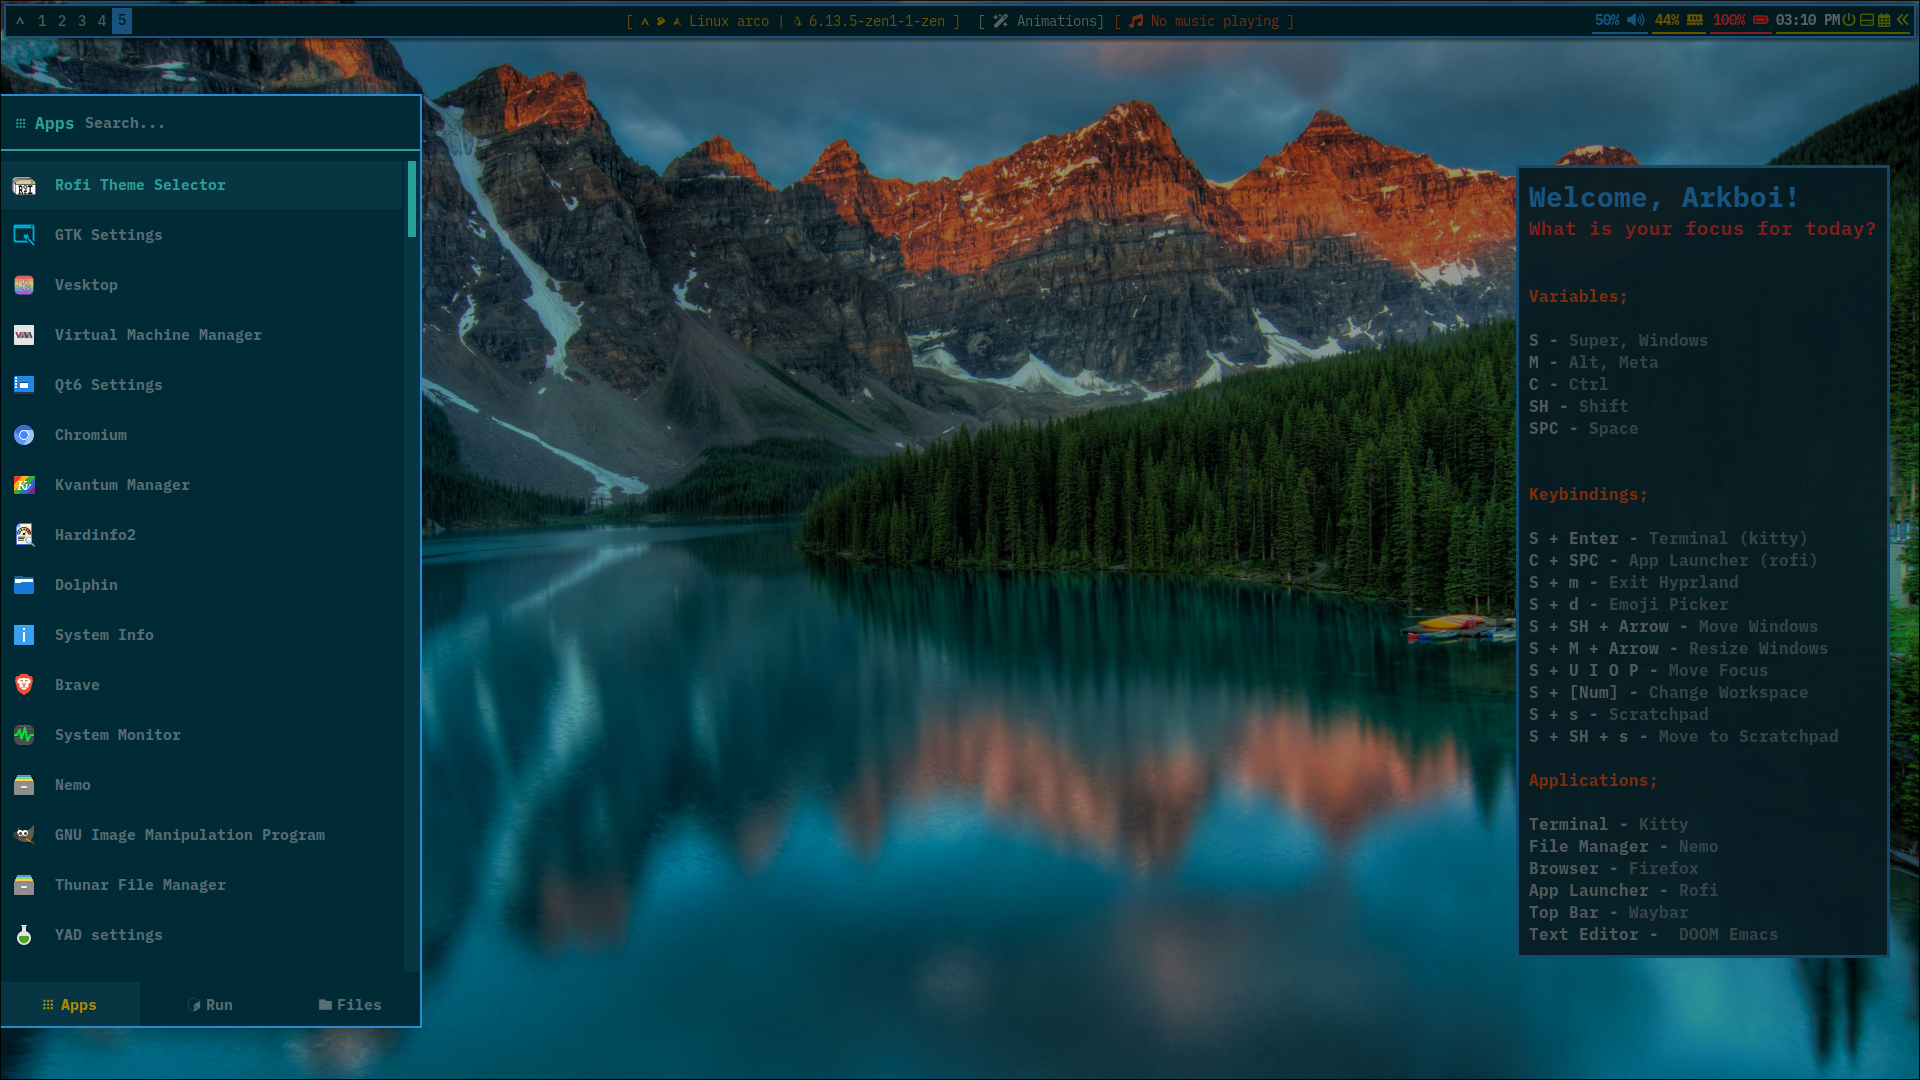 1 2 3 4 5
[ Linux arco | 6.13.5-zen1-1-zen ] [ Animations] [ No music playing ]
50% 44% 100% 03:10 PM
Apps Search...
Rofi Theme Selector
GTK Settings
Vesktop
Virtual Machine Manager
Qt6 Settings
Chromium
Kvantum Manager
Hardinfo2
Dolphin
System Info
Brave
System Monitor
Nemo
GNU Image Manipulation Program
Thunar File Manager
YAD settings
Apps Run Files
Welcome, Arkboi!
What is your focus for today?
Variables;
S - Super, Windows
M - Alt, Meta
C - Ctrl
SH - Shift
SPC - Space
Keybindings;
S + Enter - Terminal (kitty)
C + SPC - App Launcher (rofi)
S + m - Exit Hyprland
S + d - Emoji Picker
S + SH + Arrow - Move Windows
S + M + Arrow - Resize Windows
S + U I O P - Move Focus
S + [Num] - Change Workspace
S + s - Scratchpad
S + SH + s - Move to Scratchpad
Applications;
Terminal - Kitty
File Manager - Nemo
Browser - Firefox
App Launcher - Rofi
Top Bar - Waybar
Text Editor -  DOOM Emacs